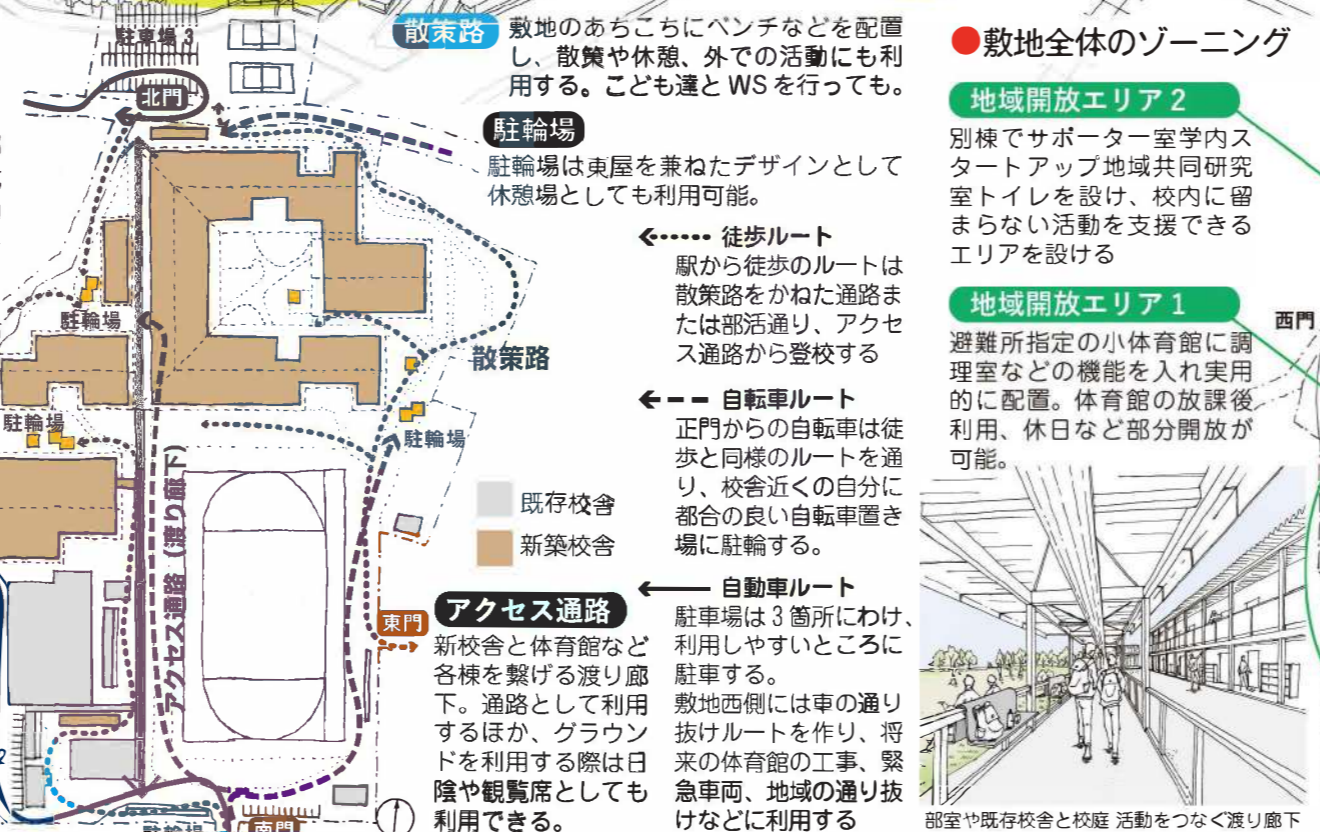 散策路
敷地のあちこちにベンチなどを配置
し、散策や休憩、外での活動にも利
用する。こども達とWSを行っても。
駐輪場
駐輪場は東屋を兼ねたデザインとして
休憩場としても利用可能。
徒歩ルート
駅から徒歩のルートは
散策路をかねた通路ま
たは部活通り、アクセ
ス通路から登校する
自転車ルート
正門からの自転車は徒
歩と同様のルートを通
り、校舎近くの自分に
都合の良い自転車置き
場に駐輪する。
自動車ルート
駐車場は3箇所にわけ、
利用しやすいところに
駐車する。
敷地西側には車の通り
抜けルートを作り、将
来の体育館の工事、緊
急車両、地域の通り抜
けなどに利用する
アクセス通路
新校舎と体育館など
各棟を繋げる渡り廊
下。通路として利用
するほか、グラウン
ドを利用する際は日
陰や観覧席としても
利用できる。
既存校舎
新築校舎
駐車場3
北門
駐輪場
散策路
駐輪場
駐輪場
アクセス通路（渡り廊下）
東門
2
駐輪場
南門
●敷地全体のゾーニング
地域開放エリア2
別棟でサポーター室学内ス
タートアップ地域共同研究
室トイレを設け、校内に留
まらない活動を支援できる
エリアを設ける
地域開放エリア1
避難所指定の小体育館に調
理室などの機能を入れ実用
的に配置。体育館の放課後
利用、休日など部分開放が
可能。
西門
部室や既存校舎と校庭 活動をつなぐ渡り廊下